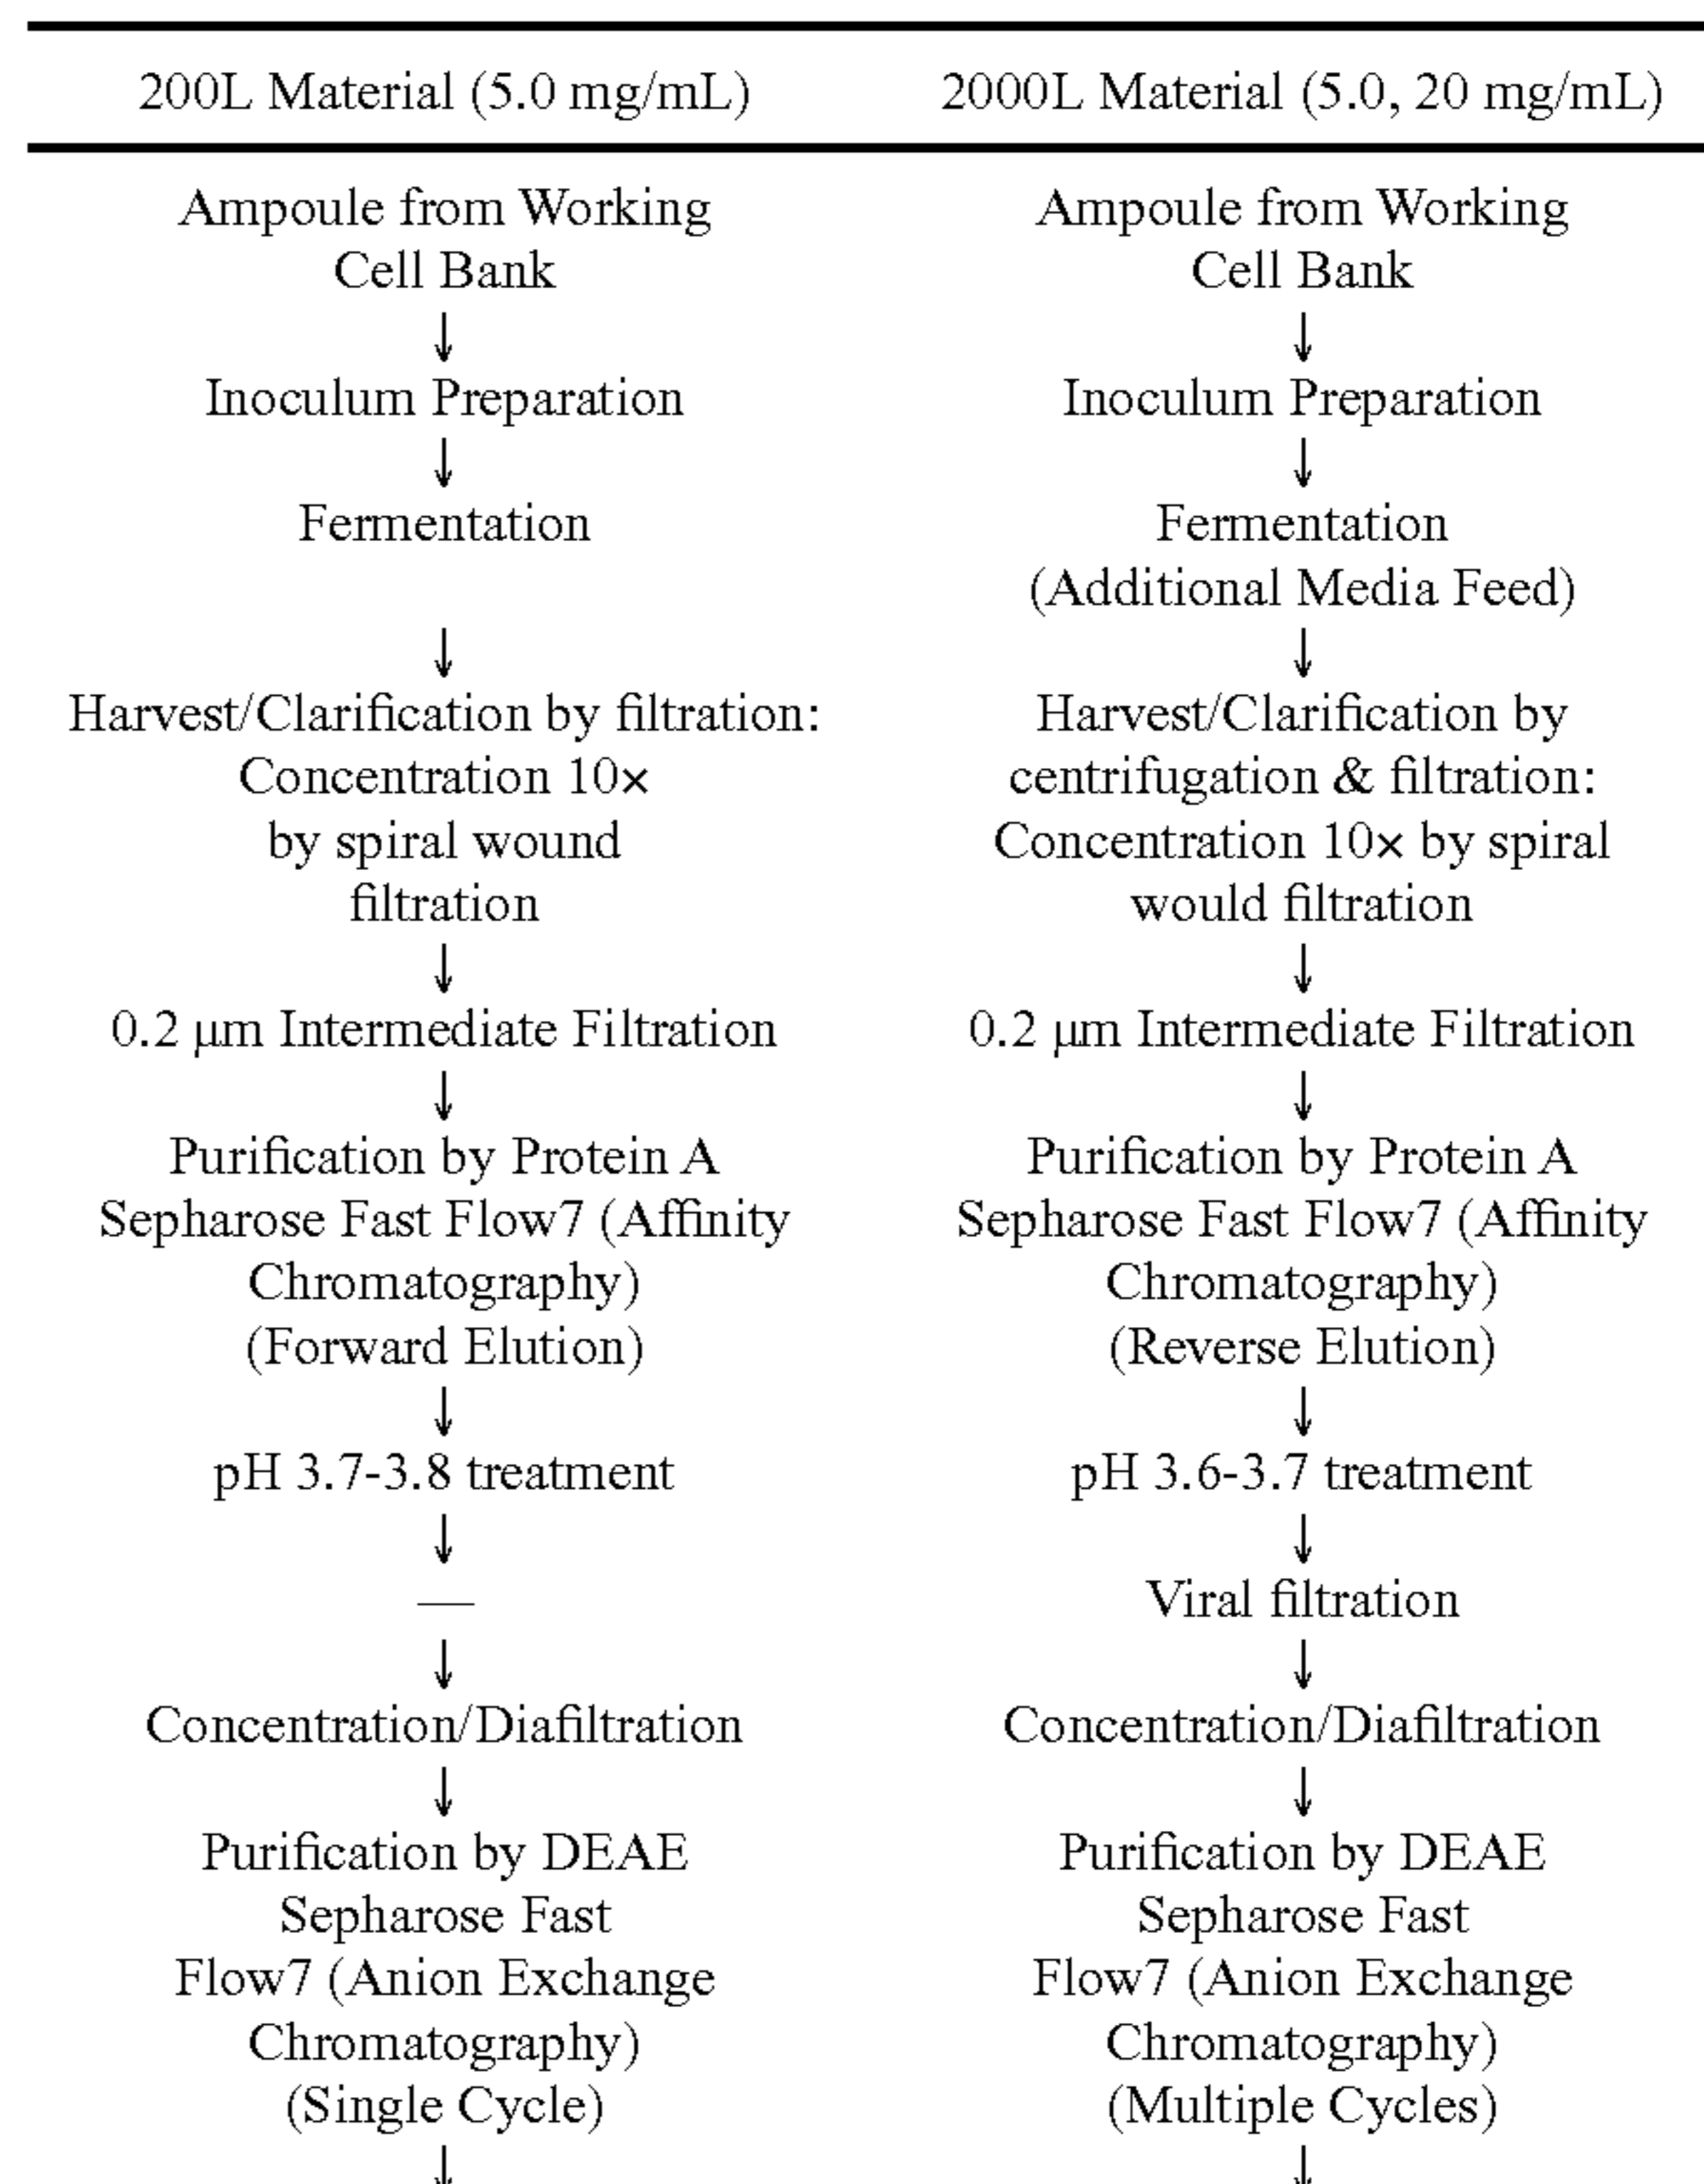 200L Material (5.0 mg/mL) 2000L Material (5.0, 20 mg/mL)
Ampoule from Working Ampoule from Working
Cell Bank Cell Bank
↓ ↓
Inoculum Preparation Inoculum Preparation
↓ ↓
Fermentation Fermentation
(Additional Media Feed)
↓ ↓
Harvest/Clarification by filtration: Harvest/Clarification by
Concentration 10× centrifugation & filtration:
by spiral wound Concentration 10× by spiral
filtration would filtration
↓ ↓
0.2 μm Intermediate Filtration 0.2 μm Intermediate Filtration
↓ ↓
Purification by Protein A Purification by Protein A
Sepharose Fast Flow7 (Affinity Sepharose Fast Flow7 (Affinity
Chromatography) Chromatography)
(Forward Elution) (Reverse Elution)
↓ ↓
pH 3.7-3.8 treatment pH 3.6-3.7 treatment
↓ ↓
— Viral filtration
↓ ↓
Concentration/Diafiltration Concentration/Diafiltration
↓ ↓
Purification by DEAE Purification by DEAE
Sepharose Fast Sepharose Fast
Flow7 (Anion Exchange Flow7 (Anion Exchange
Chromatography) Chromatography)
(Single Cycle) (Multiple Cycles)
↓ ↓